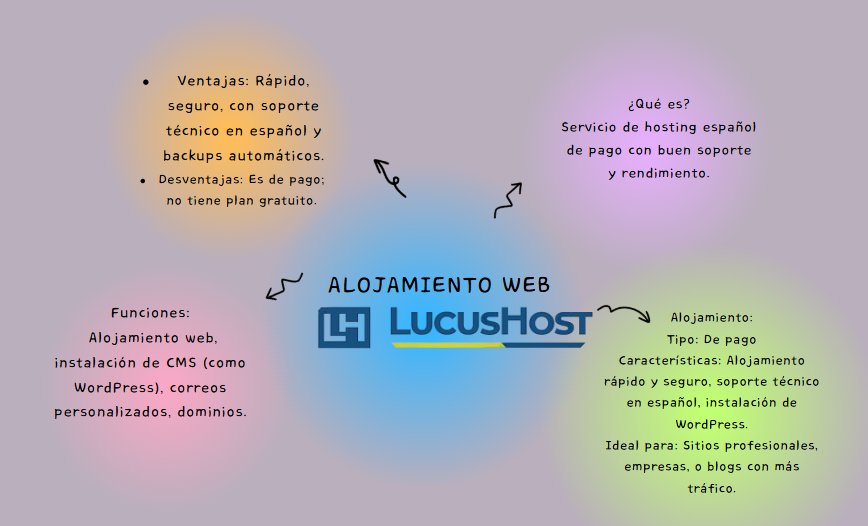 • Ventajas: Rápido,
seguro, con soporte
técnico en español y
backups automáticos.
• Desventajas: Es de pago;
no tiene plan gratuito.
¿Qué es?
Servicio de hosting español
de pago con buen soporte
y rendimiento.
ALOJAMIENTO WEB
LH LUCUSHOST
Funciones:
Alojamiento web,
instalación de CMS (como
WordPress), correos
personalizados, dominios.
Alojamiento:
Tipo: De pago
Características: Alojamiento
rápido y seguro, soporte técnico
en español, instalación de
WordPress.
Ideal para: Sitios profesionales,
empresas, o blogs con más
tráfico.